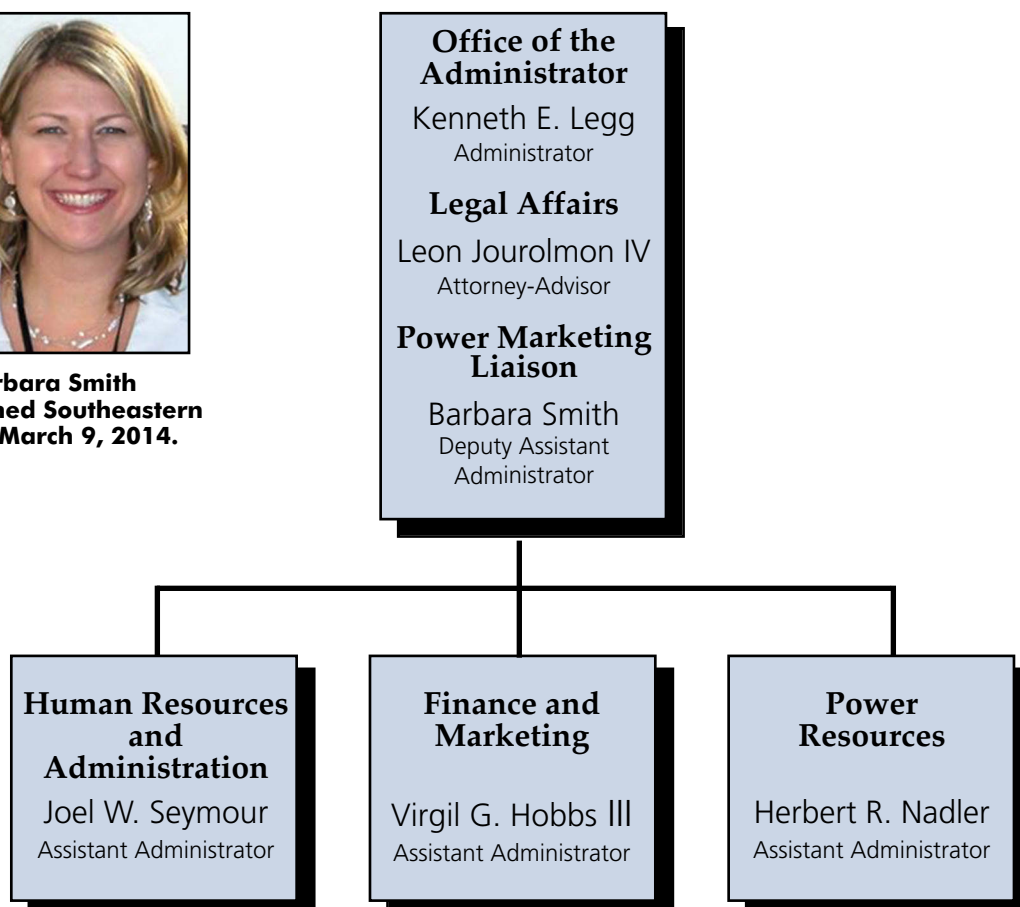 Office of the
Administrator
Kenneth E. Legg
Administrator
Legal Affairs
Leon Jourolmon IV
Attorney-Advisor
Power Marketing
Liaison
Barbara Smith
Deputy Assistant
Administrator
rbara Smith
ned Southeastern
March 9, 2014.
Human Resources
and
Administration
Joel W. Seymour
Assistant Administrator
Finance and
Marketing
Virgil G. Hobbs III
Assistant Administrator
Power
Resources
Herbert R. Nadler
Assistant Administrator